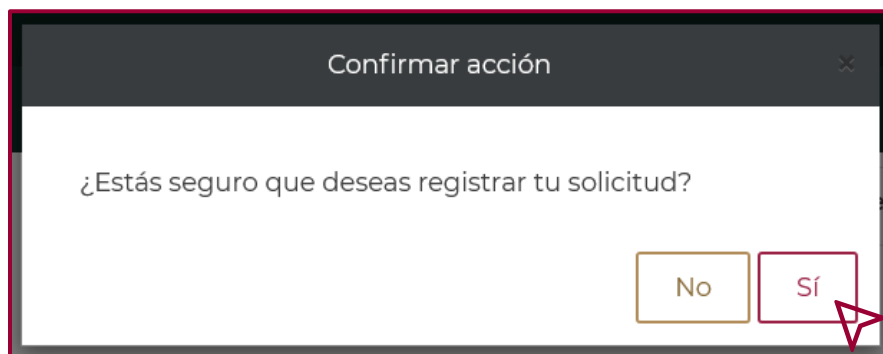 Confirmar acción
¿Estás seguro que deseas registrar tu solicitud?
No
Sí